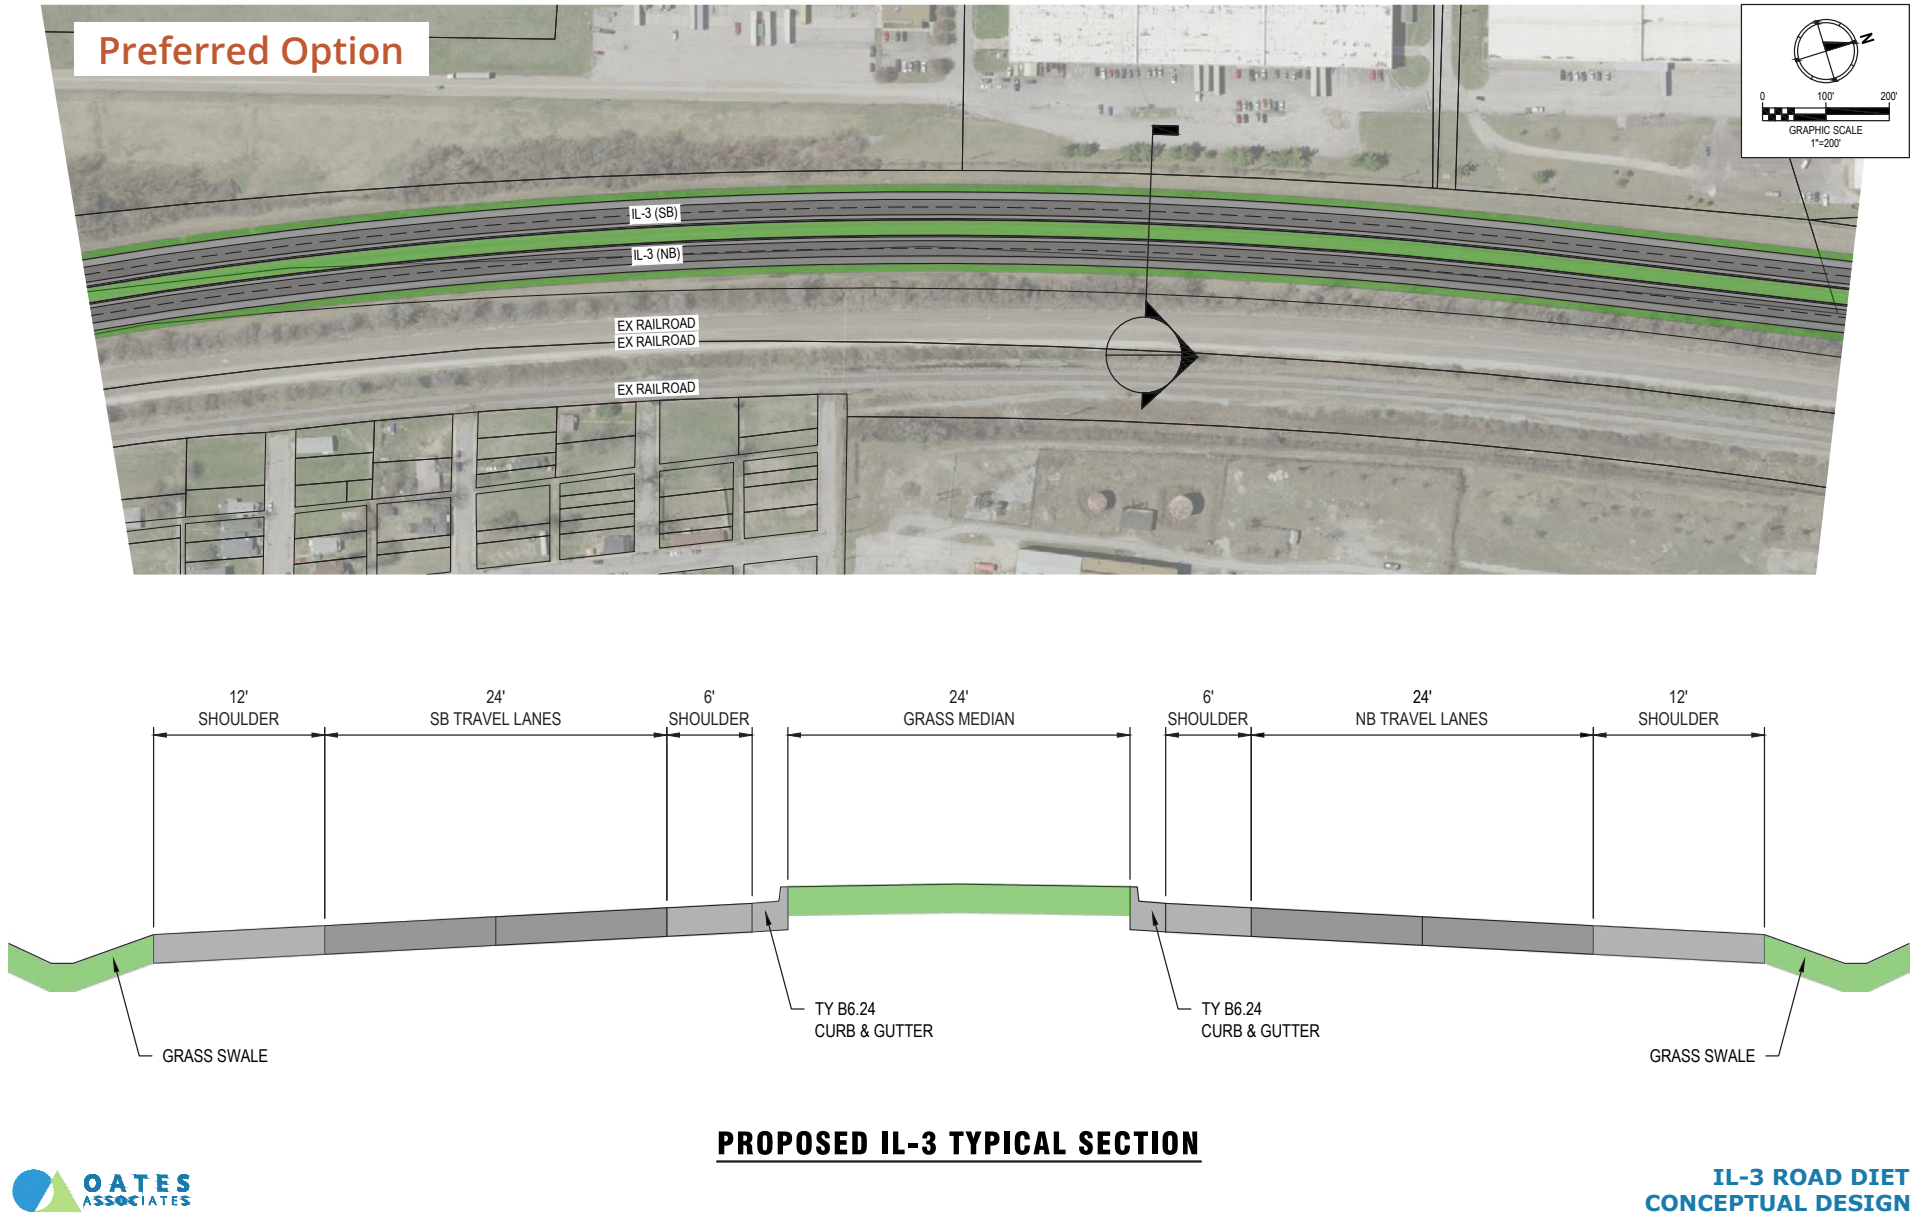 Preferred Option
N
0 100' 200'
GRAPHIC SCALE
1"=200'
IL-3 (SB)
IL-3 (NB)
EX RAILROAD
EX RAILROAD
EX RAILROAD
12'
SHOULDER
24'
SB TRAVEL LANES
6'
SHOULDER
24'
GRASS MEDIAN
6'
SHOULDER
24'
NB TRAVEL LANES
12'
SHOULDER
TY B6.24
CURB & GUTTER
TY B6.24
CURB & GUTTER
GRASS SWALE
GRASS SWALE
PROPOSED IL-3 TYPICAL SECTION
OATES
ASSOCIATES
IL-3 ROAD DIET
CONCEPTUAL DESIGN